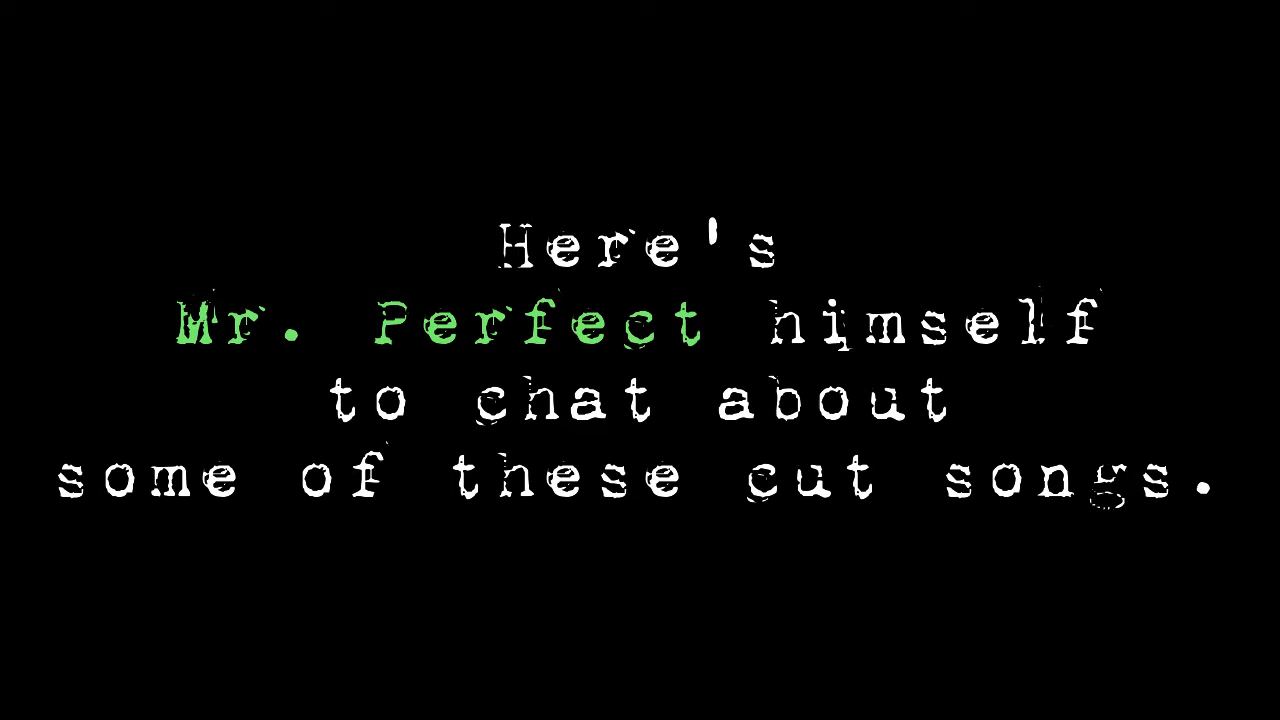 Here's
Mr. Perfect himself
to chat about
some of these cut songs.